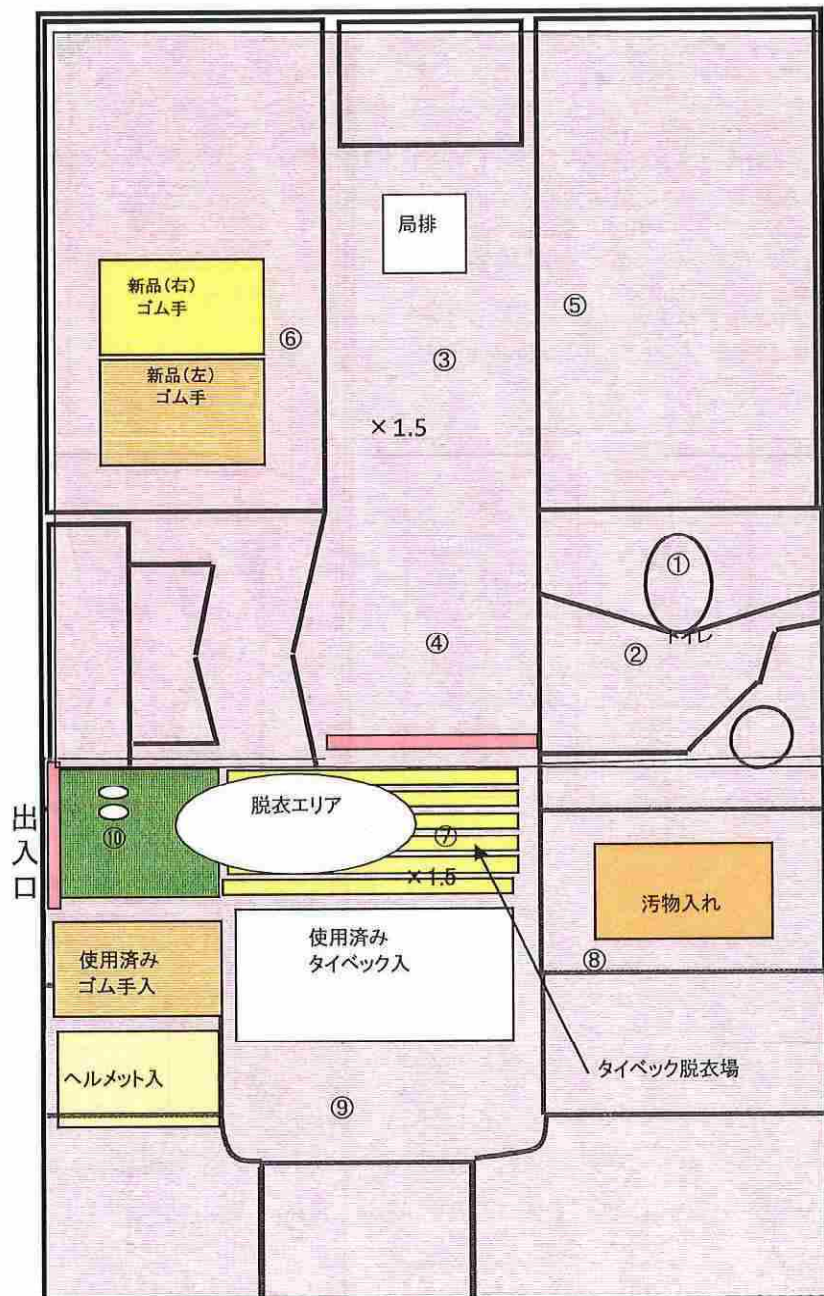 局排
新品(右)
ゴム手
⑥
⑤
③
新品(左)
ゴム手
×1.5
①
トイレ
②
④
出入口
脱衣エリア
⑩
⑦
×1.5
汚物入れ
使用済み
タイベック入
使用済み
ゴム手入
⑧
ヘルメット入
タイベック脱衣場
⑨